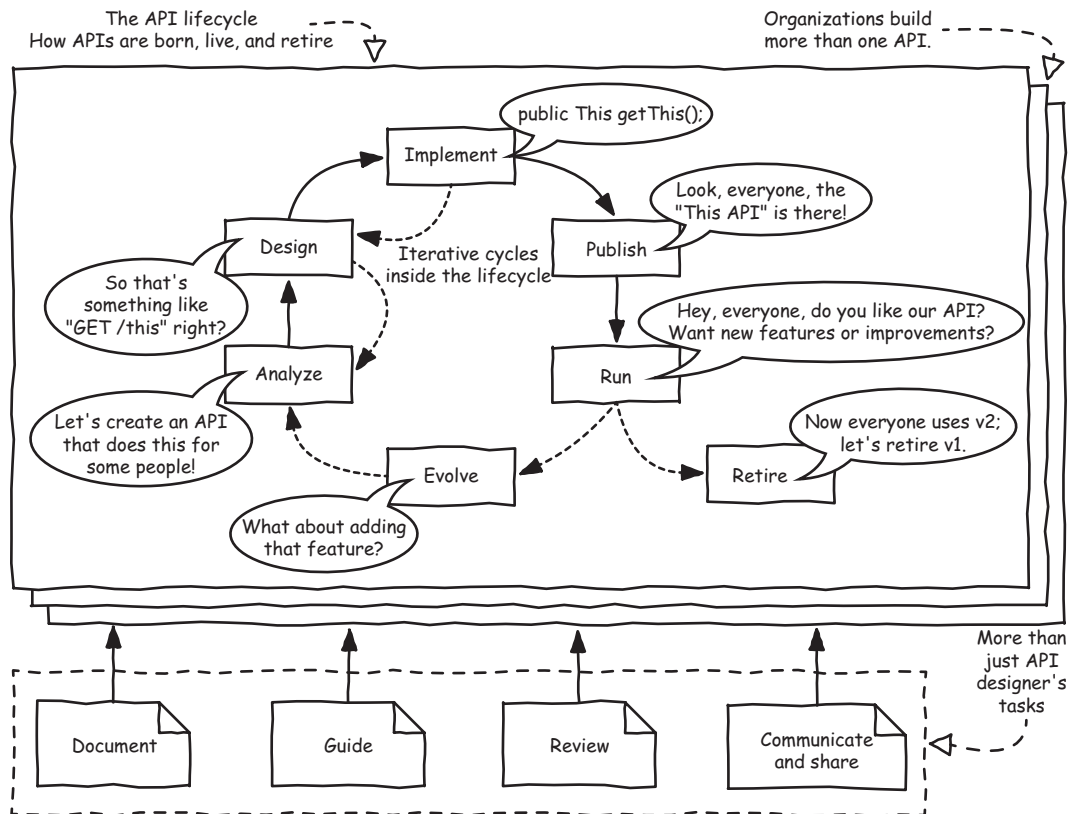 The API lifecycle
How APIs are born, live, and retire
Organizations build
more than one API.
public This getThis();
Implement
Look, everyone, the
"This API" is there!
Design
Publish
Iterative cycles
inside the lifecycle
So that's
something like
"GET /this" right?
Hey, everyone, do you like our API?
Want new features or improvements?
Analyze
Run
Let's create an API
that does this for
some people!
Now everyone uses v2;
let's retire v1.
Evolve
Retire
What about adding
that feature?
More than
just API
designer's
tasks
Document
Guide
Review
Communicate
and share